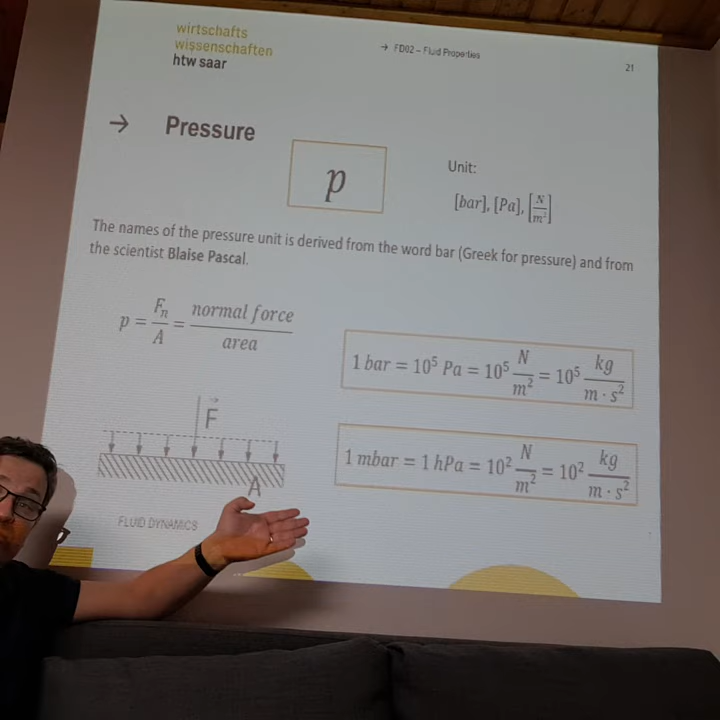 wirtschafts
wissenschaften
htw saar
→ FD02 – Fluid Properties
21
→ Pressure
p
Unit:
[bar], [Pa], [N/m²]
The names of the pressure unit is derived from the word bar (Greek for pressure) and from
the scientist Blaise Pascal.
p = Fₙ/A = normal force/area
1 bar = 10⁵ Pa = 10⁵ N/m² = 10⁵ kg/(m · s²)
F⃗
1 mbar = 1 hPa = 10² N/m² = 10² kg/(m · s²)
A
FLUID DYNAMICS